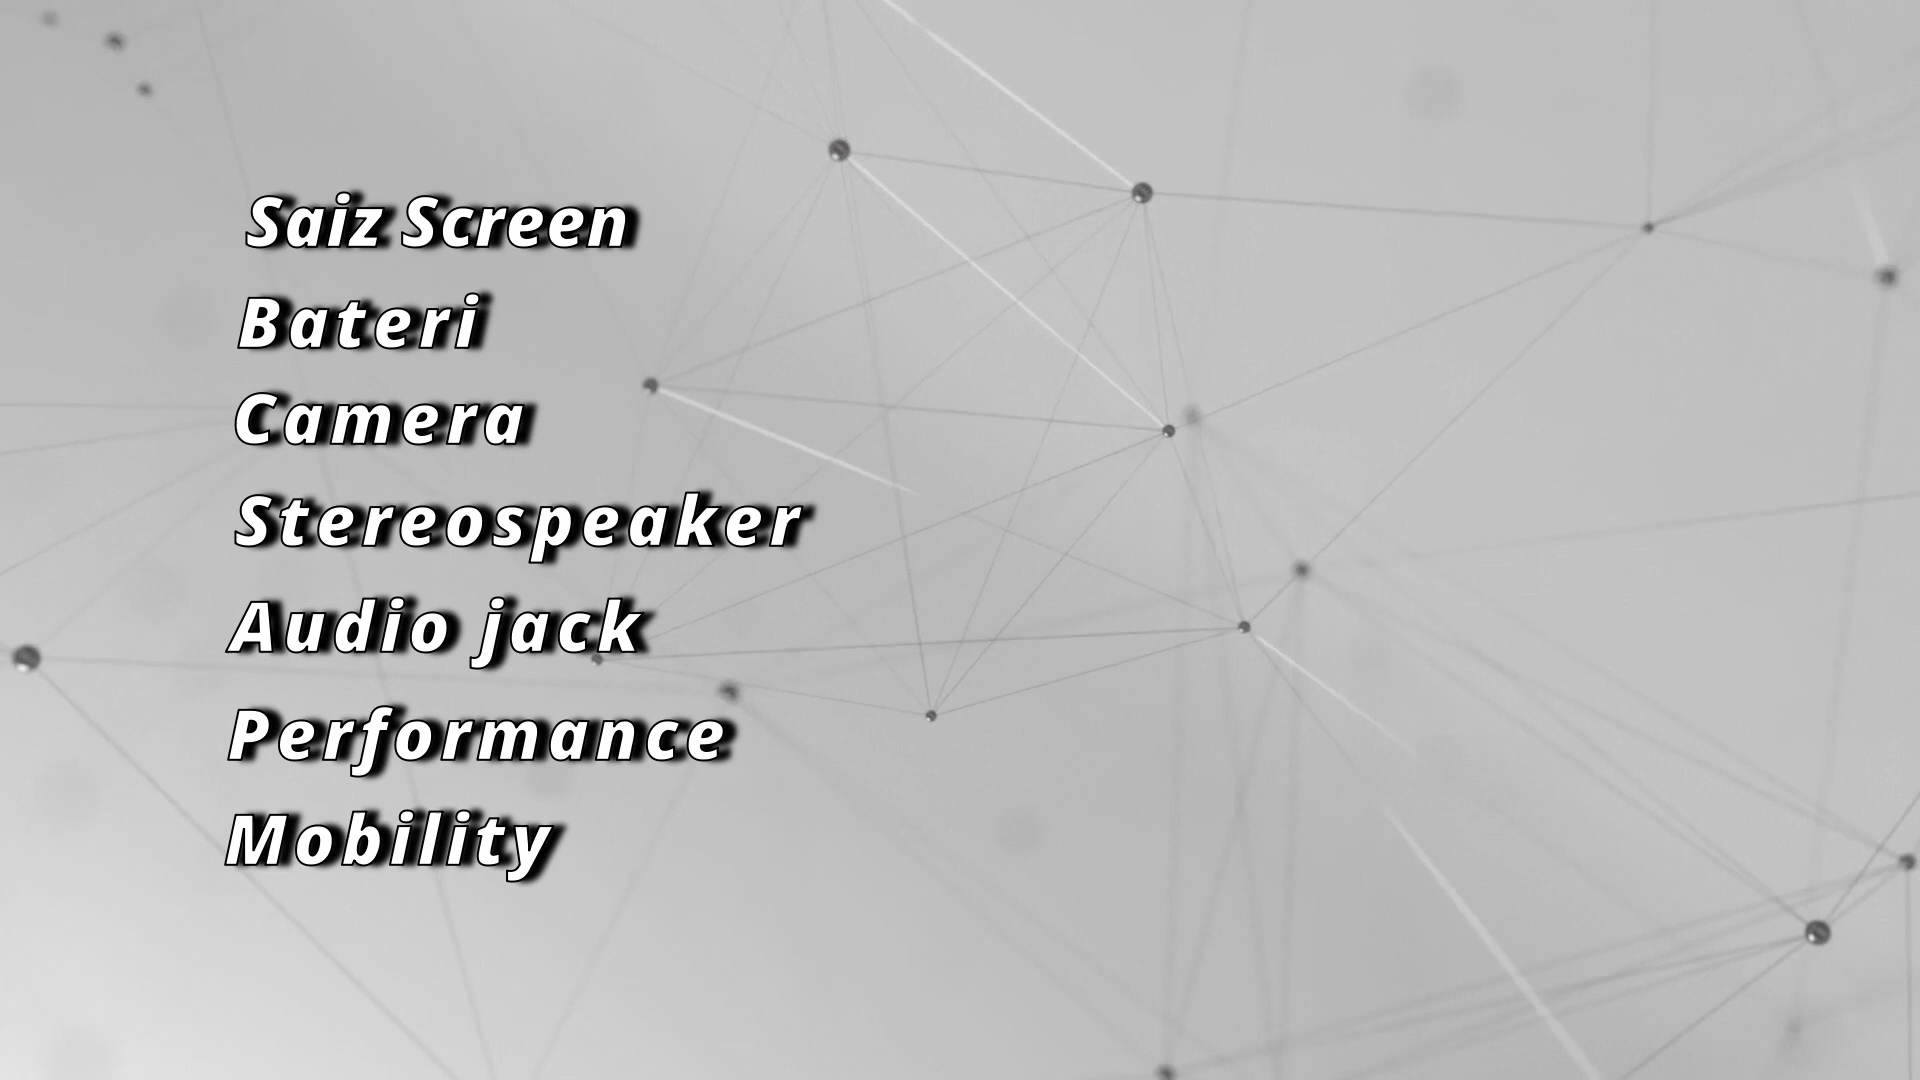 Saiz Screen
Bateri
Camera
Stereospeaker
Audio jack
Performance
Mobility